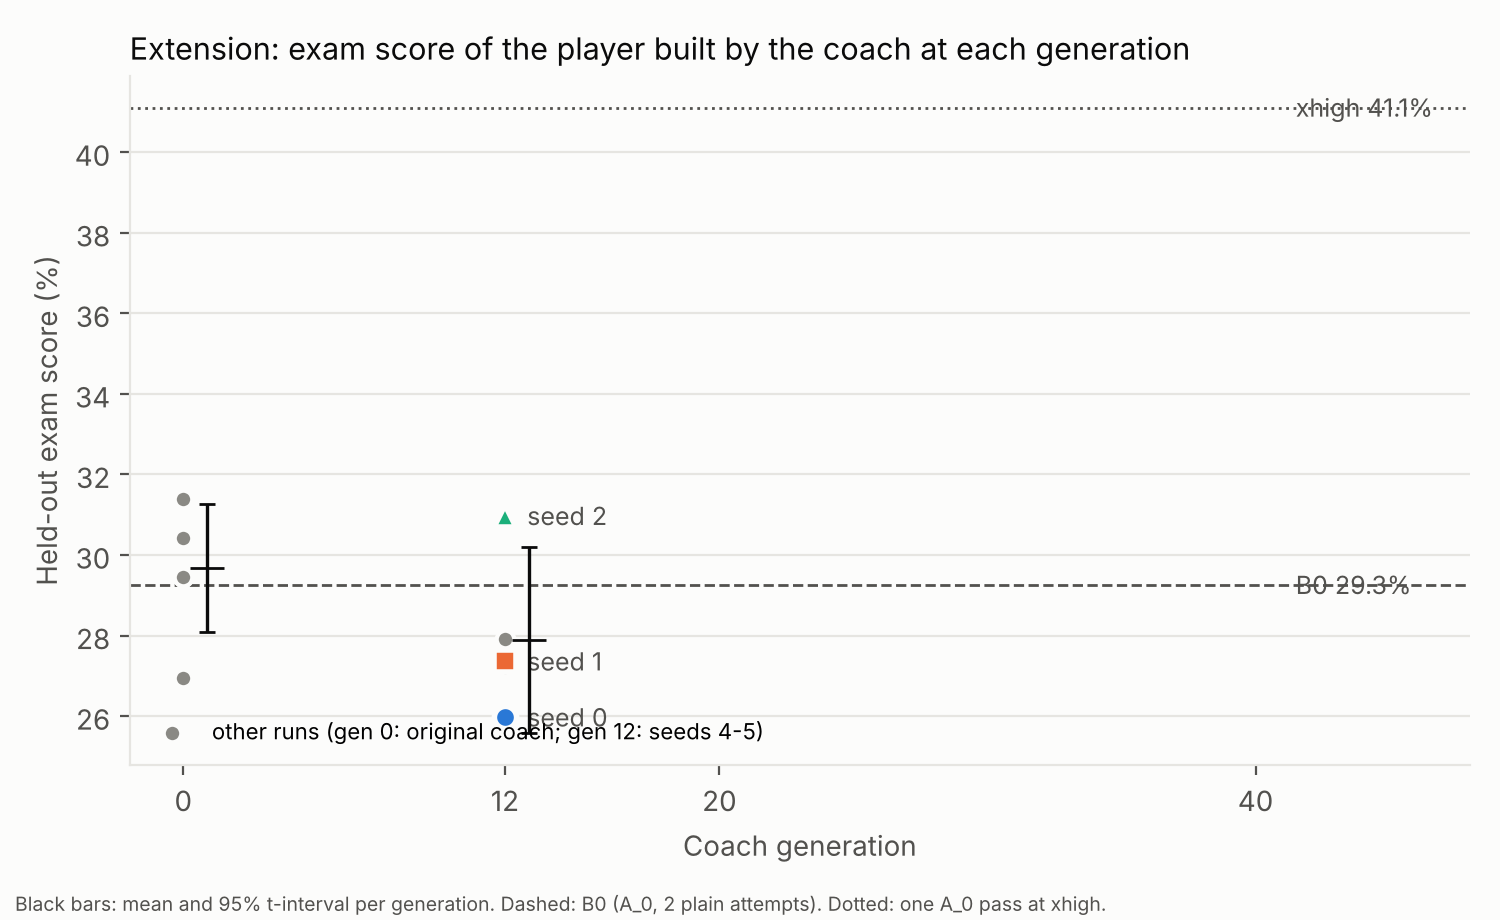 Extension: exam score of the player built by the coach at each generation
xhigh 41.1%
40
38
36
34
32
30
28
26
Held-out exam score (%)
seed 2
B0 29.3%
seed 1
seed 0
other runs (gen 0: original coach; gen 12: seeds 4-5)
0
12
20
40
Coach generation
Black bars: mean and 95% t-interval per generation. Dashed: B0 (A_0, 2 plain attempts). Dotted: one A_0 pass at xhigh.